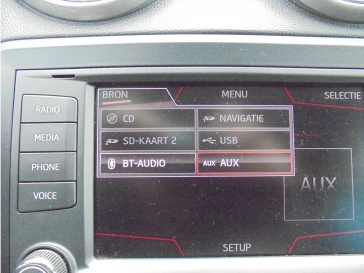 BRON MENU SELECTIE
RADIO
MEDIA
PHONE
VOICE
CD NAVIGATIE
SD-KAART 2 USB
BT-AUDIO AUX AUX
AUX
SETUP